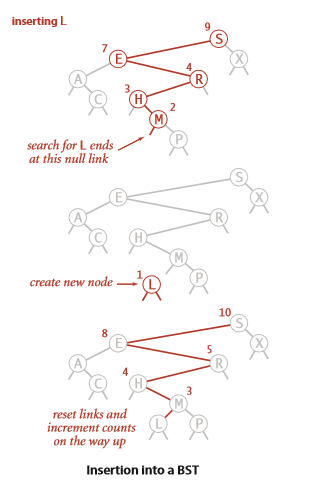 inserting L
9
S
7
E
X
A
4
R
3
C
H
2
M
P
search for L ends
at this null link
S
E
X
A
R
C
H
M
P
create new node
1
L
10
S
8
E
X
5
A
R
4
C
H
3
M
L
P
reset links and
increment counts
on the way up
Insertion into a BST